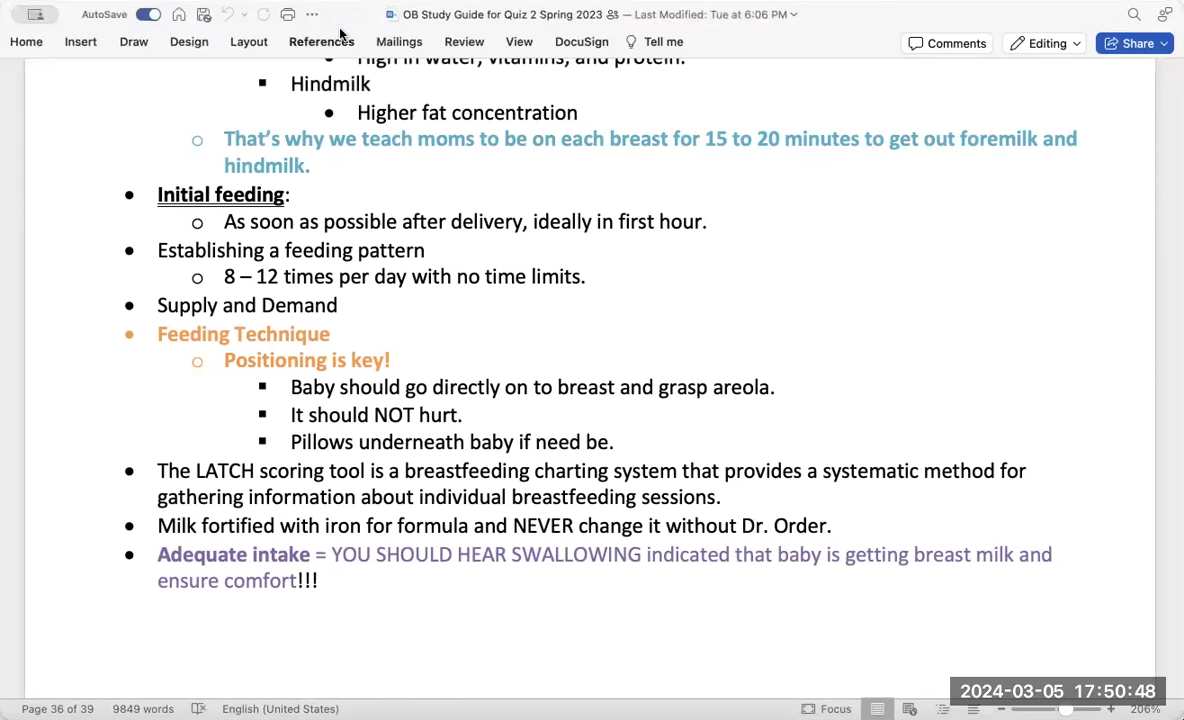 AutoSave
OB Study Guide for Quiz 2 Spring 2023 — Last Modified: Tue at 6:06 PM
Home Insert Draw Design Layout References Mailings Review View DocuSign Tell me Comments Editing Share
High in water, vitamins, and protein.
▪ Hindmilk
• Higher fat concentration
o That's why we teach moms to be on each breast for 15 to 20 minutes to get out foremilk and
hindmilk.
• Initial feeding:
o As soon as possible after delivery, ideally in first hour.
• Establishing a feeding pattern
o 8 – 12 times per day with no time limits.
• Supply and Demand
• Feeding Technique
o Positioning is key!
▪ Baby should go directly on to breast and grasp areola.
▪ It should NOT hurt.
▪ Pillows underneath baby if need be.
• The LATCH scoring tool is a breastfeeding charting system that provides a systematic method for
gathering information about individual breastfeeding sessions.
• Milk fortified with iron for formula and NEVER change it without Dr. Order.
• Adequate intake = YOU SHOULD HEAR SWALLOWING indicated that baby is getting breast milk and
ensure comfort!!!
2024-03-05 17:50:48
Page 36 of 39 9849 words English (United States) Focus 206%